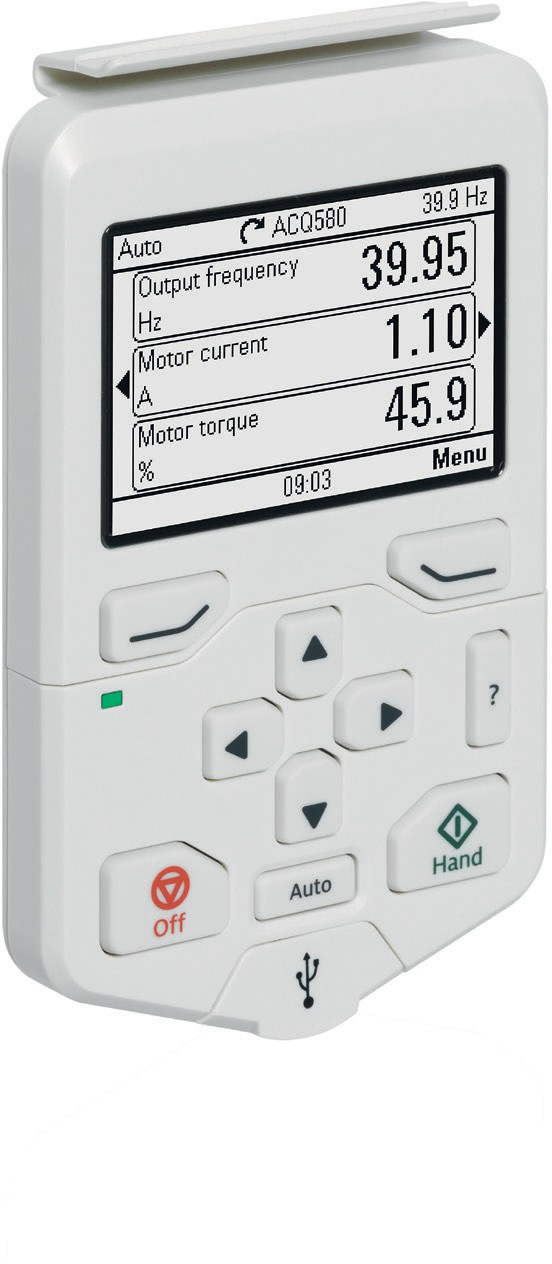 Auto ACQ580 39.9 Hz
Output frequency 39.95
Hz
Motor current 1.10
A
Motor torque 45.9
%
09:03 Menu
?
Hand
Auto
Off